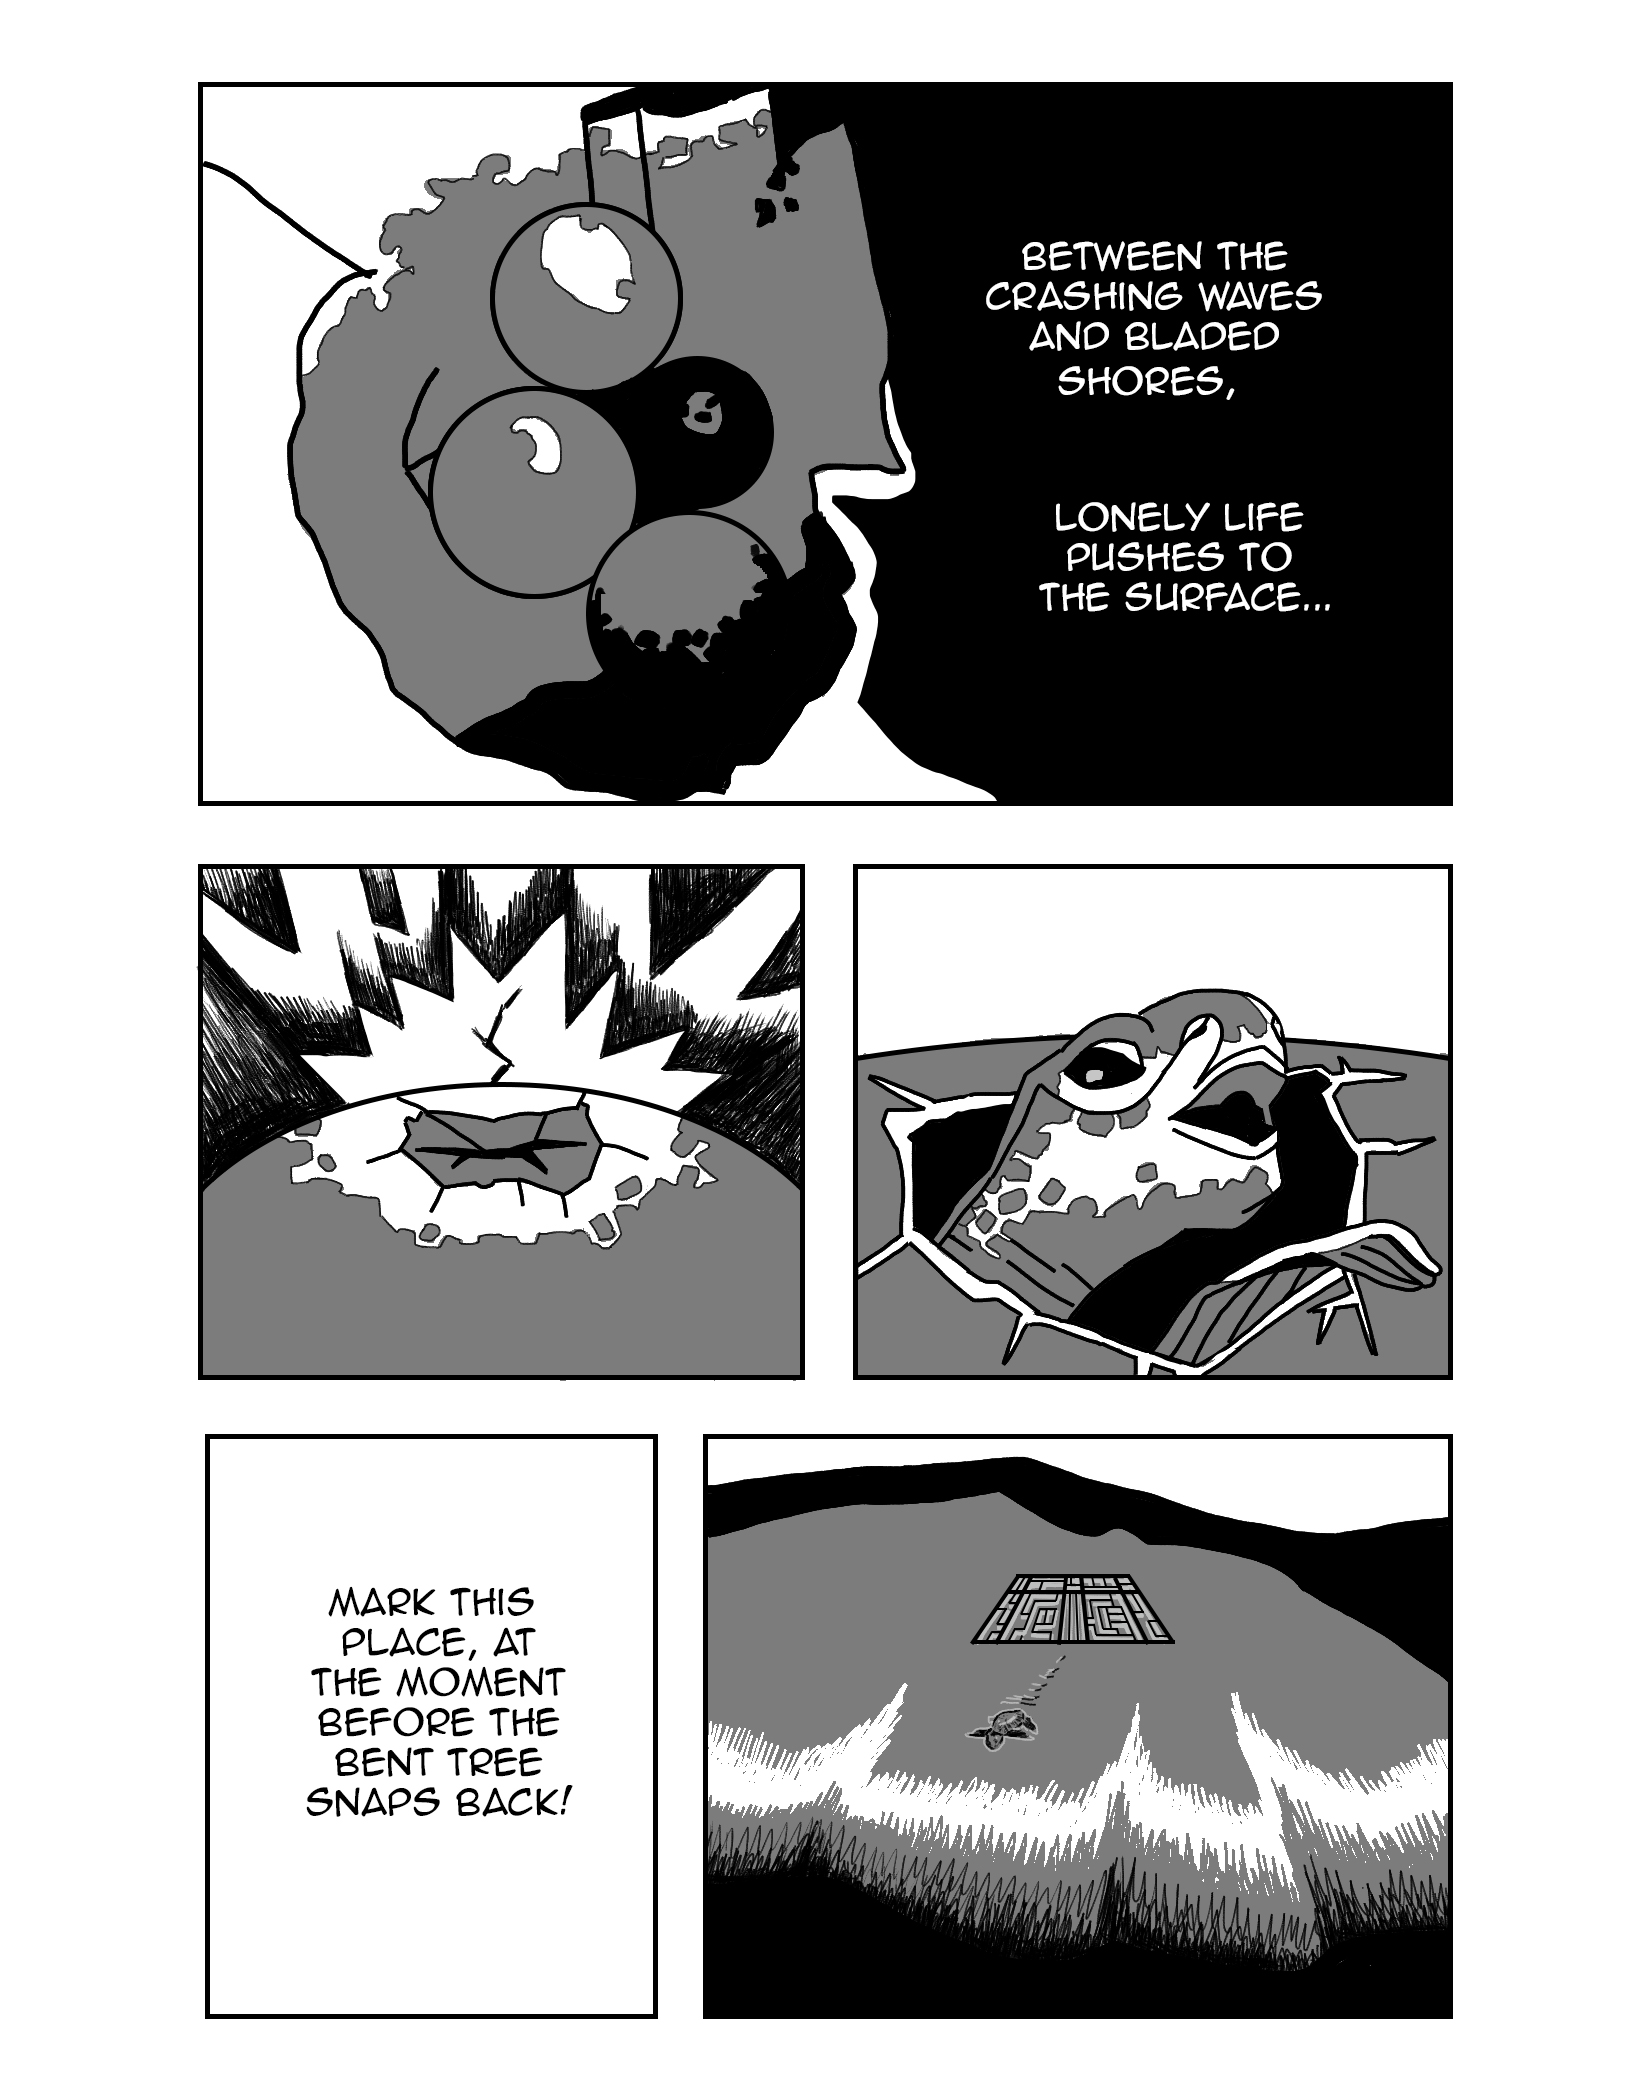 BETWEEN THE
CRASHING WAVES
AND BLADED
SHORES,
LONELY LIFE
PUSHES TO
THE SURFACE...
MARK THIS
PLACE, AT
THE MOMENT
BEFORE THE
BENT TREE
SNAPS BACK!